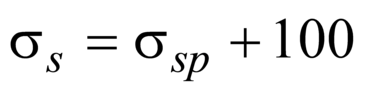 σₛ = σₛₚ + 100